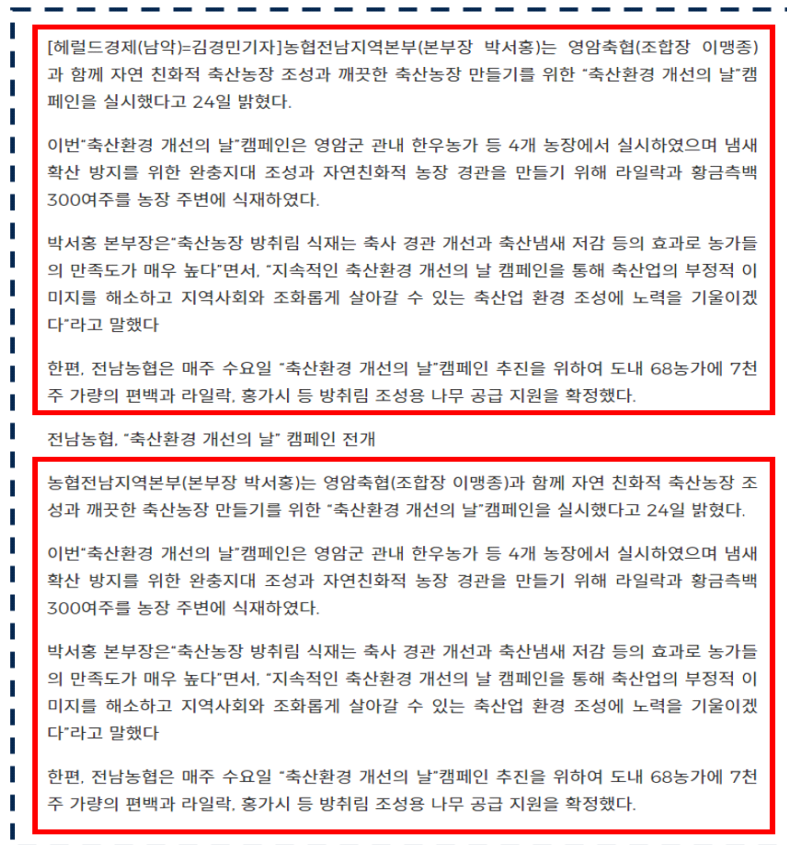 [헤럴드경제(남악)=김경민기자]농협전남지역본부(본부장 박서홍)는 영암축협(조합장 이맹종)
과 함께 자연 친화적 축산농장 조성과 깨끗한 축산농장 만들기를 위한 “축산환경 개선의 날”캠
페인을 실시했다고 24일 밝혔다.
이번“축산환경 개선의 날”캠페인은 영암군 관내 한우농가 등 4개 농장에서 실시하였으며 냄새
확산 방지를 위한 완충지대 조성과 자연친화적 농장 경관을 만들기 위해 라일락과 황금측백
300여주를 농장 주변에 식재하였다.
박서홍 본부장은“축산농장 방취림 식재는 축사 경관 개선과 축산냄새 저감 등의 효과로 농가들
의 만족도가 매우 높다”면서, “지속적인 축산환경 개선의 날 캠페인을 통해 축산업의 부정적 이
미지를 해소하고 지역사회와 조화롭게 살아갈 수 있는 축산업 환경 조성에 노력을 기울이겠
다”라고 말했다
한편, 전남농협은 매주 수요일 “축산환경 개선의 날”캠페인 추진을 위하여 도내 68농가에 7천
주 가량의 편백과 라일락, 홍가시 등 방취림 조성용 나무 공급 지원을 확정했다.
전남농협, “축산환경 개선의 날” 캠페인 전개
농협전남지역본부(본부장 박서홍)는 영암축협(조합장 이맹종)과 함께 자연 친화적 축산농장 조
성과 깨끗한 축산농장 만들기를 위한 “축산환경 개선의 날”캠페인을 실시했다고 24일 밝혔다.
이번“축산환경 개선의 날”캠페인은 영암군 관내 한우농가 등 4개 농장에서 실시하였으며 냄새
확산 방지를 위한 완충지대 조성과 자연친화적 농장 경관을 만들기 위해 라일락과 황금측백
300여주를 농장 주변에 식재하였다.
박서홍 본부장은“축산농장 방취림 식재는 축사 경관 개선과 축산냄새 저감 등의 효과로 농가들
의 만족도가 매우 높다”면서, “지속적인 축산환경 개선의 날 캠페인을 통해 축산업의 부정적 이
미지를 해소하고 지역사회와 조화롭게 살아갈 수 있는 축산업 환경 조성에 노력을 기울이겠
다”라고 말했다
한편, 전남농협은 매주 수요일 “축산환경 개선의 날”캠페인 추진을 위하여 도내 68농가에 7천
주 가량의 편백과 라일락, 홍가시 등 방취림 조성용 나무 공급 지원을 확정했다.